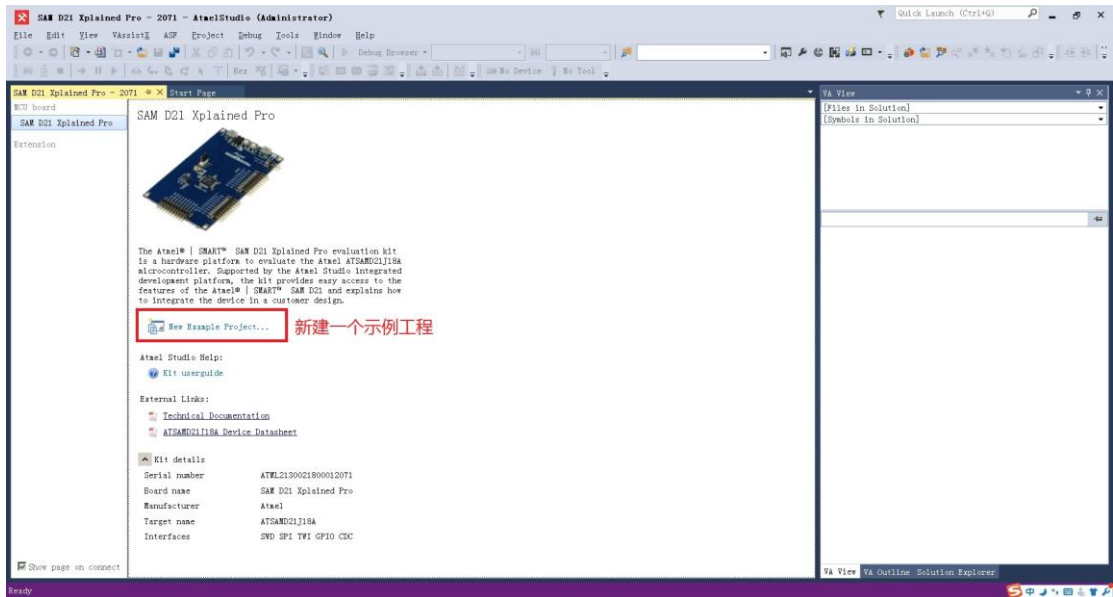 SAM D21 Xplained Pro - 2071 - AtmelStudio (Administrator)
Quick Launch (Ctrl+Q)
File Edit View VAssistX ASF Project Debug Tools Window Help
Debug Browser
Hex
No Device No Tool
SAM D21 Xplained Pro - 2071 Start Page
VA View
MCU board
SAM D21 Xplained Pro
Extension
SAM D21 Xplained Pro
[Files in Solution]
[Symbols in Solution]
The Atmel® | SMART™ SAM D21 Xplained Pro evaluation kit
is a hardware platform to evaluate the Atmel ATSAMD21J18A
microcontroller. Supported by the Atmel Studio integrated
development platform, the kit provides easy access to the
features of the Atmel® | SMART™ SAM D21 and explains how
to integrate the device in a customer design.
New Example Project...
新建一个示例工程
Atmel Studio Help:
Kit userguide
External Links:
Technical Documentation
ATSAMD21J18A Device Datasheet
Kit details
Serial number ATML2130021800012071
Board name SAM D21 Xplained Pro
Manufacturer Atmel
Target name ATSAMD21J18A
Interfaces SWD SPI TWI GPIO CDC
Show page on connect
VA View VA Outline Solution Explorer
Ready
中